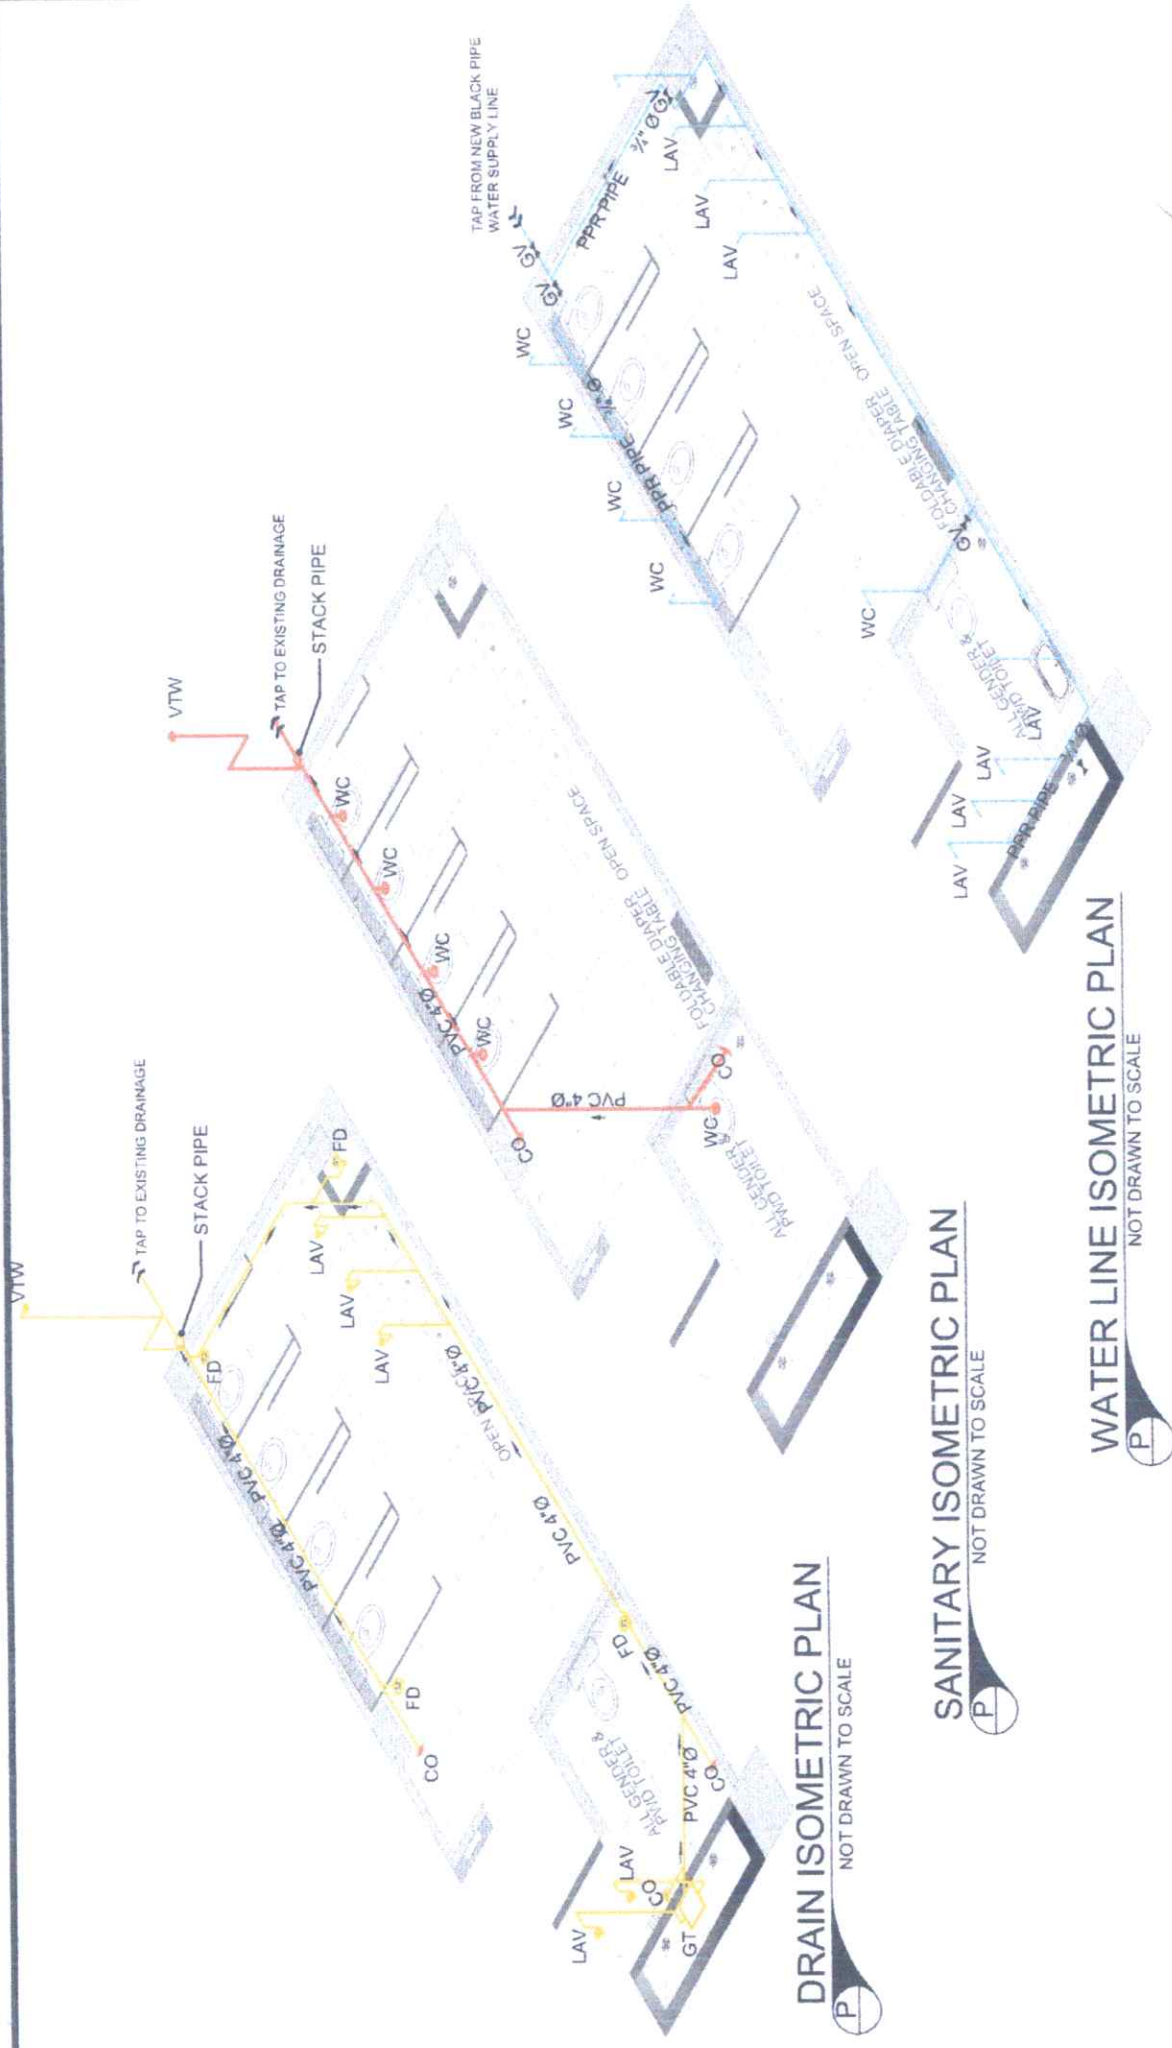 VTW
TAP TO EXISTING DRAINAGE
STACK PIPE
FD
FD
LAV
LAV
LAV
PVC 4"Ø
PVC 4"Ø
OPEN SPACE
PVC 4"Ø
PVC 4"Ø
FD
CO
FD
PVC 4"Ø
ALL GENDER &
PWD TOILET
PVC 4"Ø
CO
LAV
LAV
CO
GT
P
DRAIN ISOMETRIC PLAN
NOT DRAWN TO SCALE
VTW
TAP TO EXISTING DRAINAGE
STACK PIPE
WC
WC
WC
WC
PVC 4"Ø
CO
PVC 4"Ø
OPEN SPACE
FOLDABLE DIAPER
CHANGING TABLE
CO
WC
ALL GENDER &
PWD TOILET
P
SANITARY ISOMETRIC PLAN
NOT DRAWN TO SCALE
TAP FROM NEW BLACK PIPE
WATER SUPPLY LINE
GV
GV
PPR PIPE
¾" Ø
GV
LAV
LAV
LAV
WC
WC
WC
WC
PPR PIPE
¾" Ø
OPEN SPACE
FOLDABLE DIAPER
CHANGING TABLE
GV
WC
ALL GENDER &
PWD TOILET
LAV
LAV
LAV
LAV
PPR PIPE
P
WATER LINE ISOMETRIC PLAN
NOT DRAWN TO SCALE